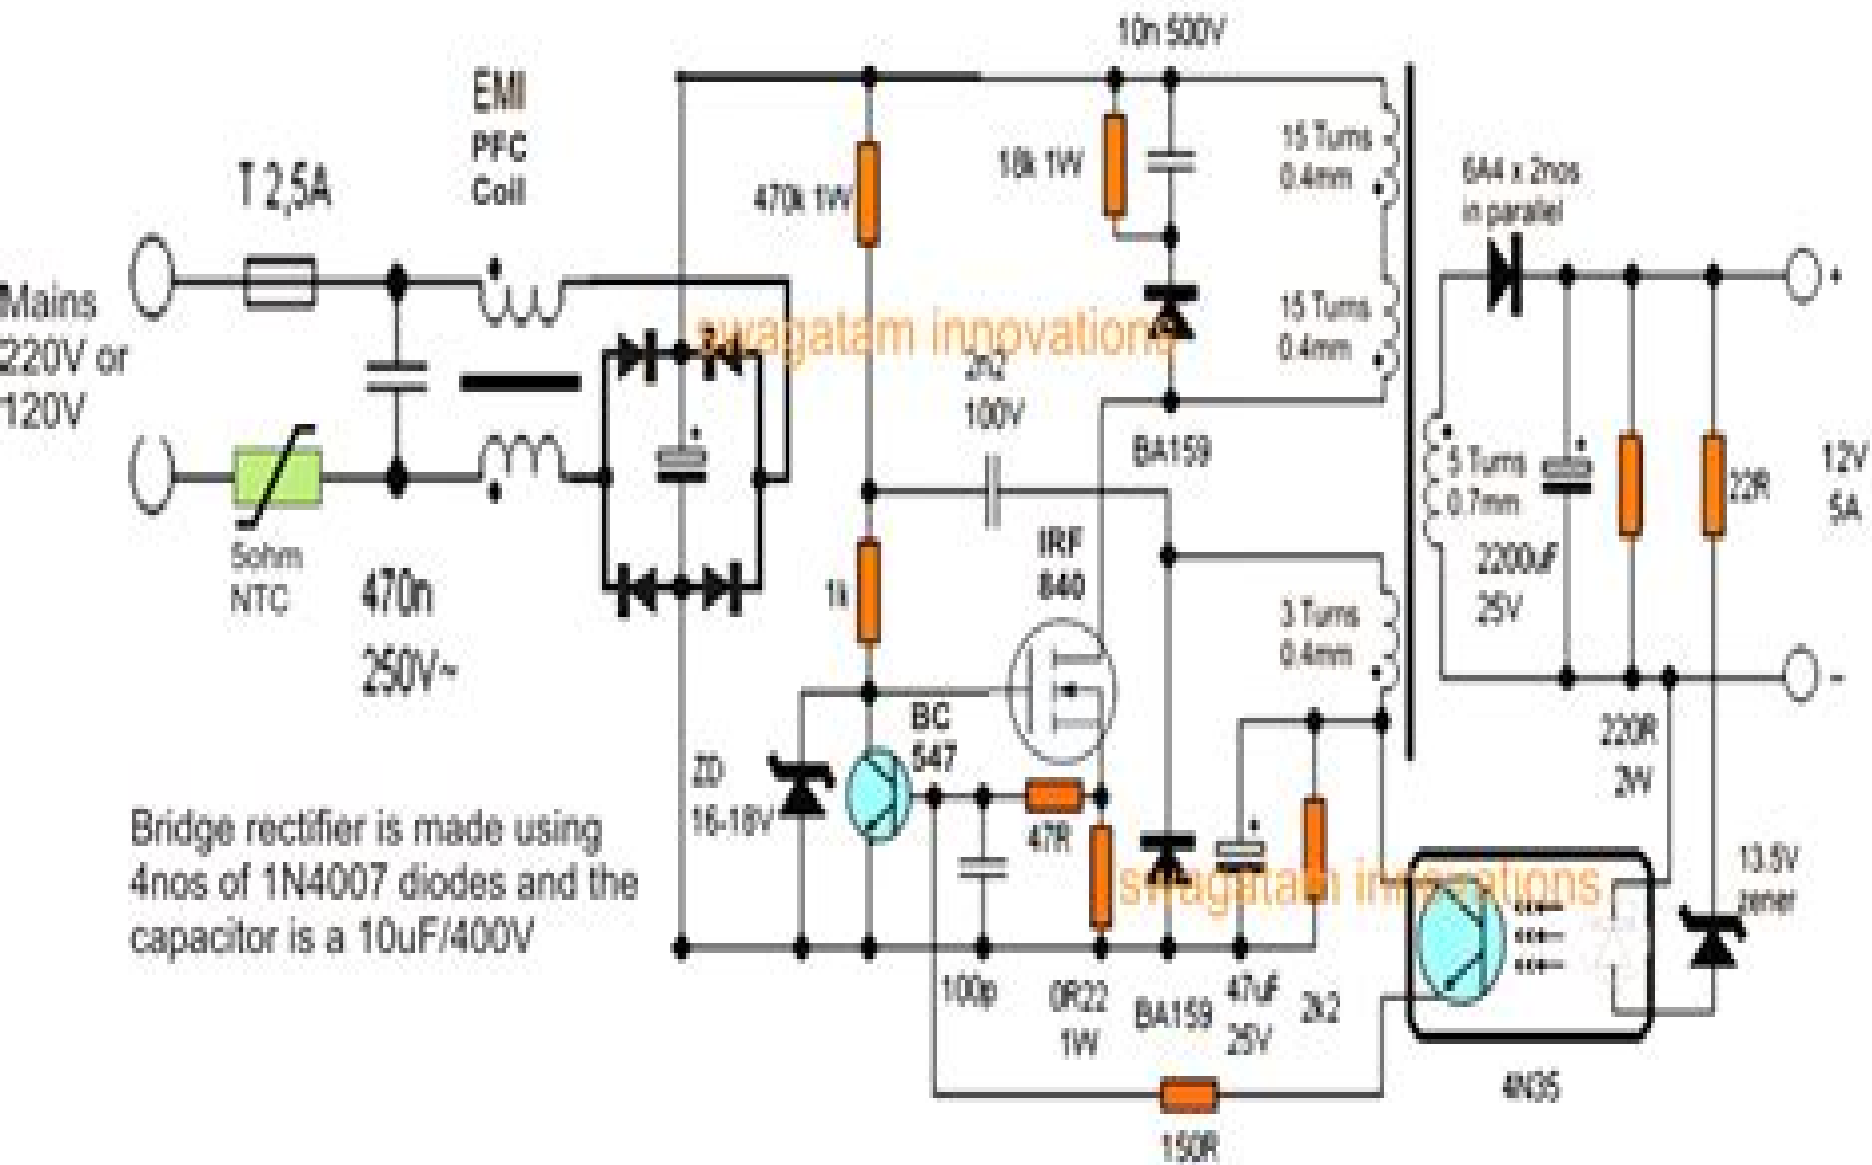 10n 500V
EMI
PFC
Coil
T 2,5A
470k 1W
18k 1W
15 Turns
0.4mm
6A4 x 2nos
in parallel
+
Mains
220V or
120V
swagatam innovations
15 Turns
0.4mm
2n2
100V
BA159
5 Turns
0.7mm
22R
12V
5A
5ohm
NTC
470n
250V~
1k
IRF
840
2200uF
25V
3 Turns
0.4mm
-
BC
547
220R
2W
ZD
16-18V
47R
Bridge rectifier is made using
4nos of 1N4007 diodes and the
capacitor is a 10uF/400V
swagatam innovations
13.5V
zener
100p
0R22
1W
BA159
47uF
25V
2k2
4N35
150R